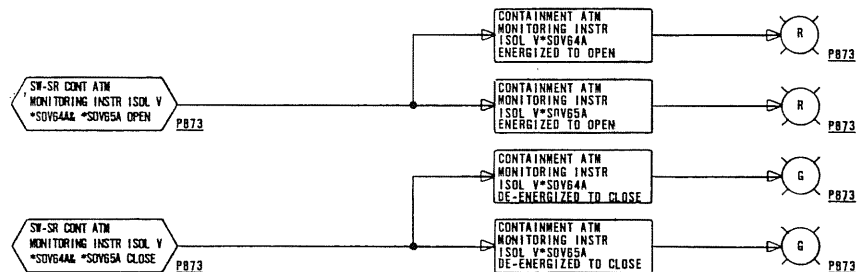 CONTAINMENT ATM
MONITORING INSTR
ISOL V*SOV64A
ENERGIZED TO OPEN
R
P873
SW-SR CONT ATM
MONITORING INSTR ISOL V
*SOV64A& *SOV65A OPEN
P873
CONTAINMENT ATM
MONITORING INSTR
ISOL V*SOV65A
ENERGIZED TO OPEN
R
P873
CONTAINMENT ATM
MONITORING INSTR
ISOL V*SOV64A
DE-ENERGIZED TO CLOSE
G
P873
SW-SR CONT ATM
MONITORING INSTR ISOL V
*SOV64A& *SOV65A CLOSE
P873
CONTAINMENT ATM
MONITORING INSTR
ISOL V*SOV65A
DE-ENERGIZED TO CLOSE
G
P873